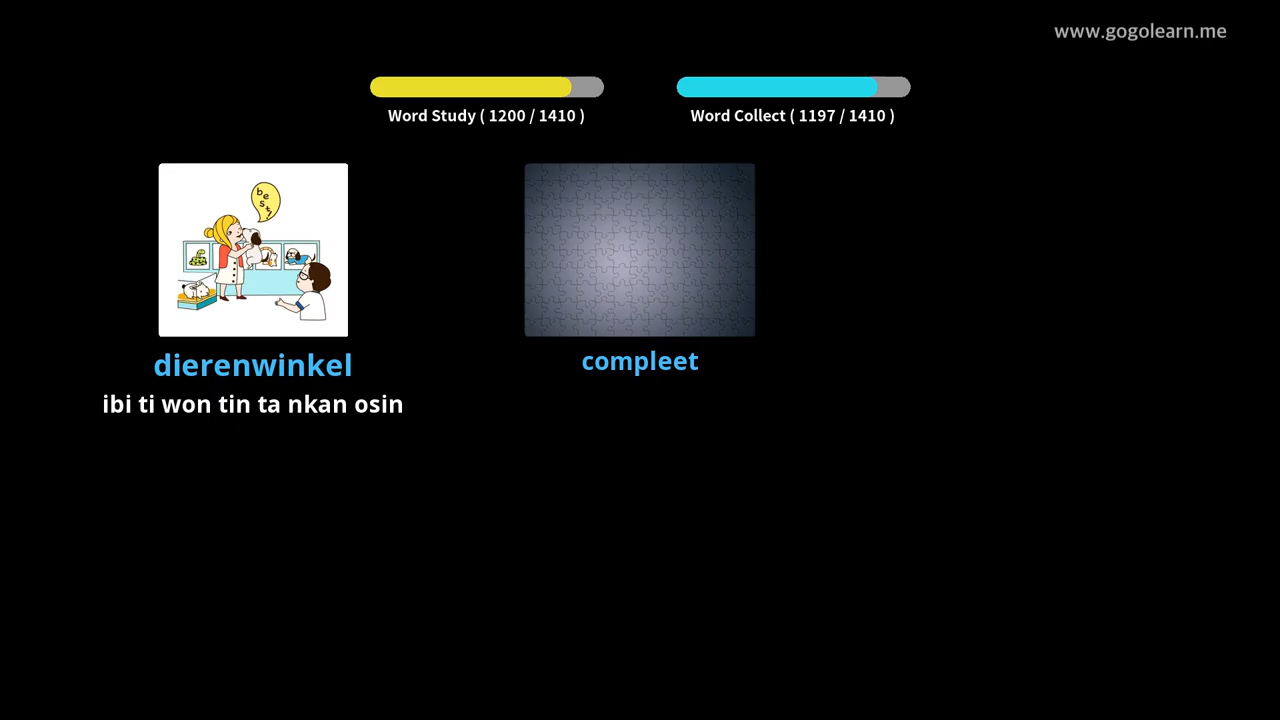 www.gogolearn.me
Word Study ( 1200 / 1410 )
Word Collect ( 1197 / 1410 )
best!
dierenwinkel
compleet
ibi ti won tin ta nkan osin